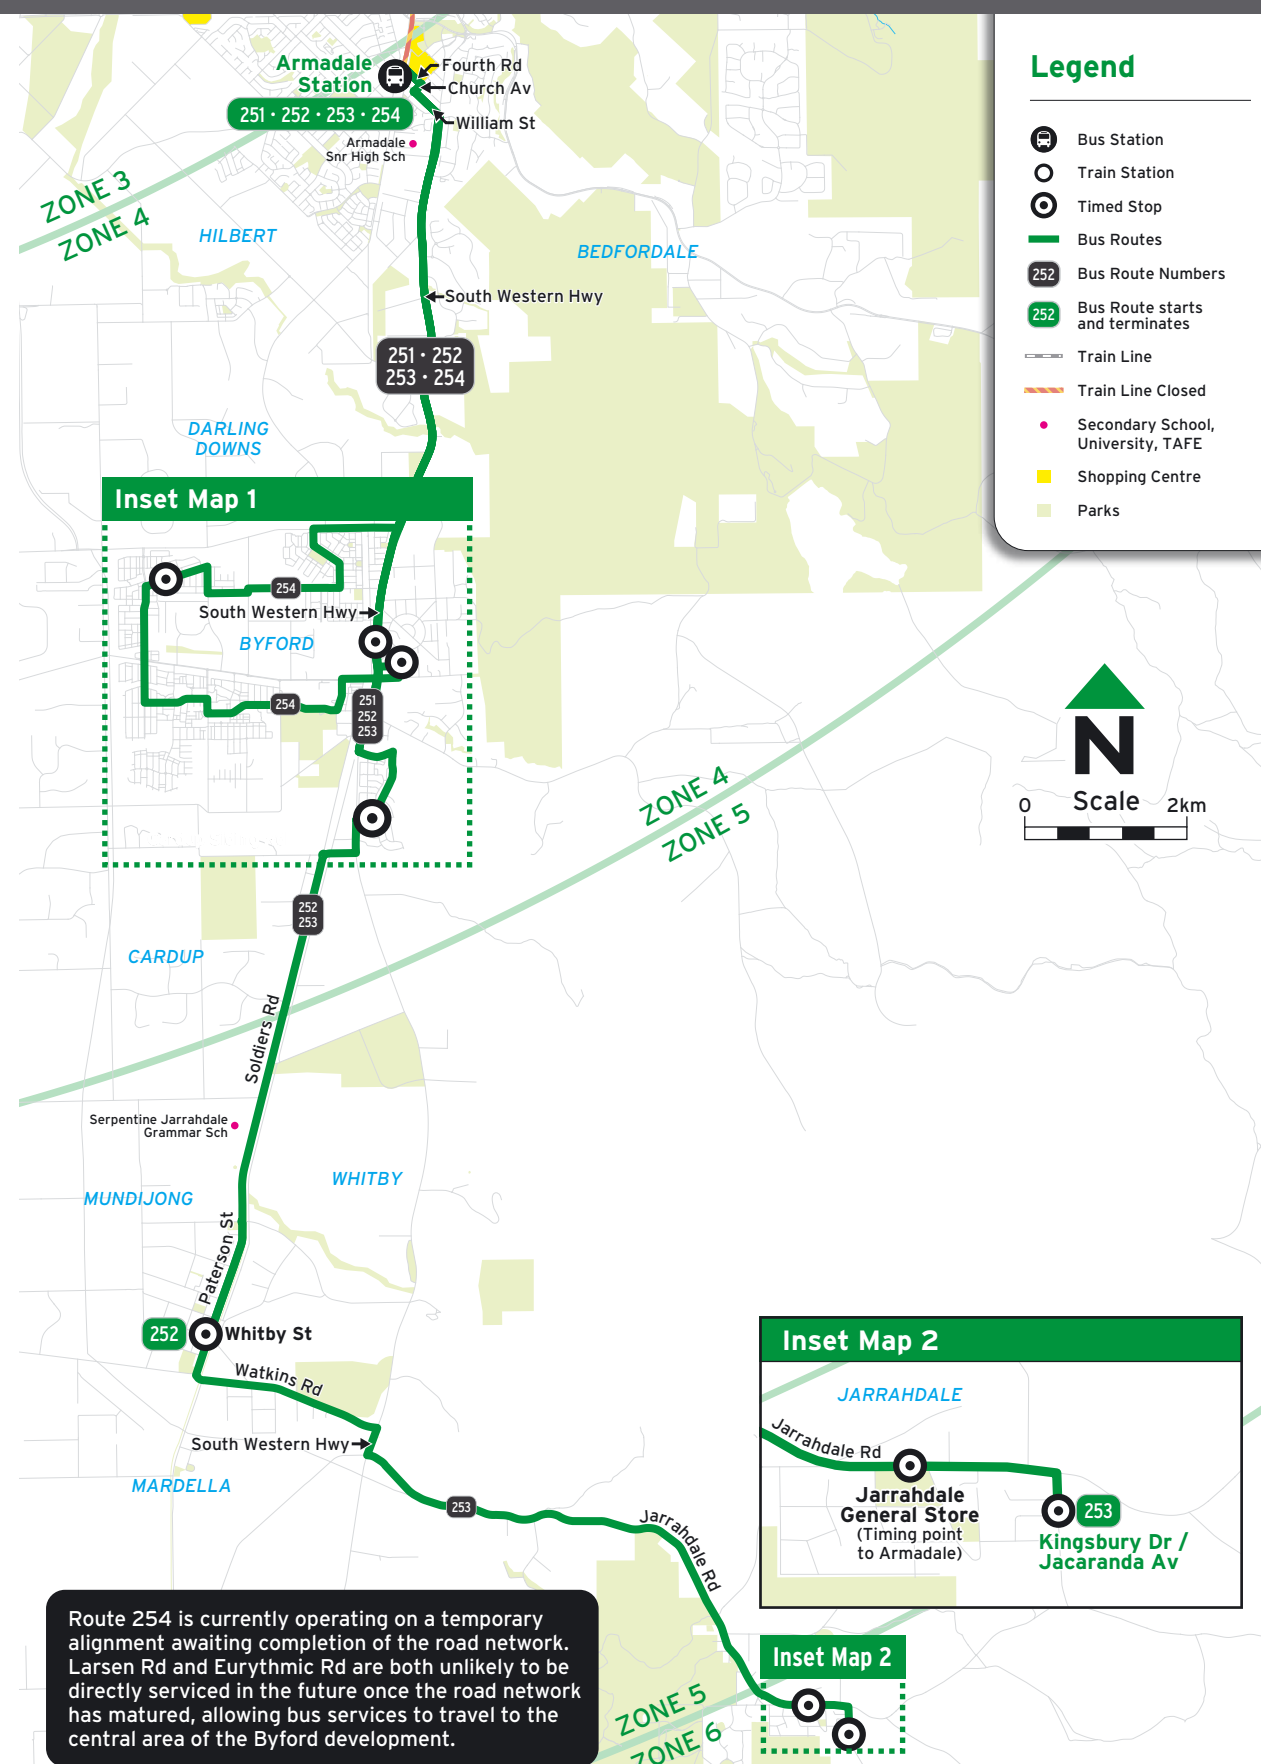 Armadale
Station
251 · 252 · 253 · 254
Fourth Rd
Church Av
William St
Armadale
Snr High Sch
ZONE 3
ZONE 4
HILBERT
BEDFORDALE
South Western Hwy
251 · 252
253 · 254
DARLING
DOWNS
Legend
Bus Station
Train Station
Timed Stop
Bus Routes
252
Bus Route Numbers
252
Bus Route starts
and terminates
Train Line
Train Line Closed
Secondary School,
University, TAFE
Shopping Centre
Parks
Inset Map 1
254
South Western Hwy
BYFORD
254
251
252
253
N
0
Scale
2km
ZONE 4
ZONE 5
252
253
CARDUP
Soldiers Rd
Serpentine Jarrahdale
Grammar Sch
WHITBY
MUNDIJONG
Paterson St
252
Whitby St
Watkins Rd
South Western Hwy
MARDELLA
253
Jarrahdale Rd
Inset Map 2
JARRAHDALE
Jarrahdale Rd
Jarrahdale
General Store
(Timing point
to Armadale)
253
Kingsbury Dr /
Jacaranda Av
Route 254 is currently operating on a temporary
alignment awaiting completion of the road network.
Larsen Rd and Eurythmic Rd are both unlikely to be
directly serviced in the future once the road network
has matured, allowing bus services to travel to the
central area of the Byford development.
Inset Map 2
ZONE 5
ZONE 6